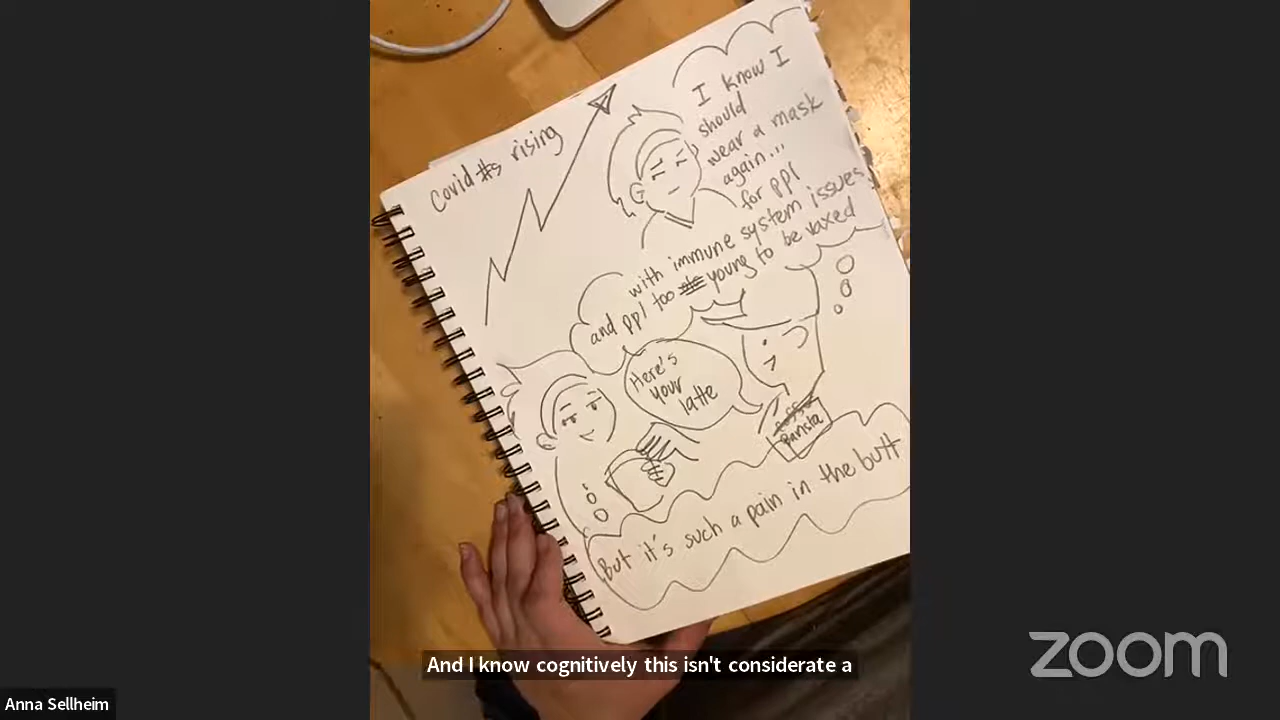 Covid #s rising
I know I
should
wear a mask
again...
for ppl
with immune system issues
and ppl too young to be vaxed
Here's
your
latte
Barista
But it's such a pain in the butt
And I know cognitively this isn't considerate a
Anna Sellheim
zoom